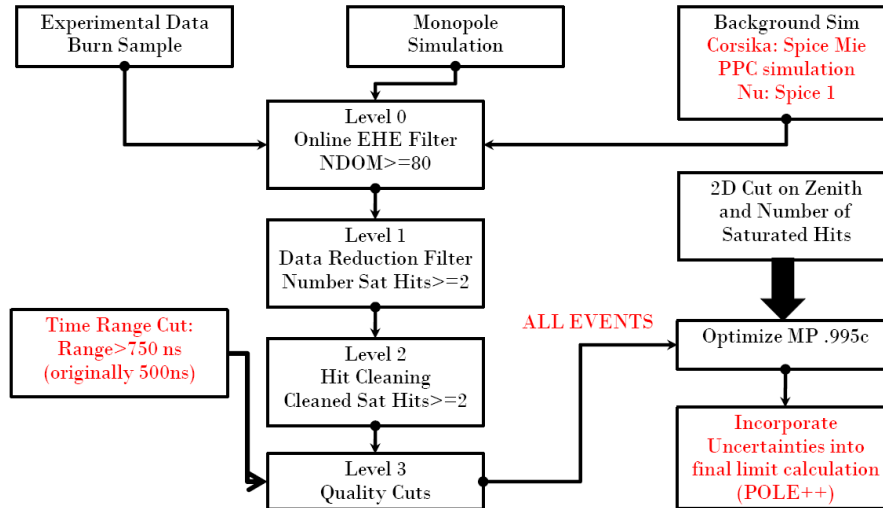 Experimental Data
Burn Sample
Monopole
Simulation
Background Sim
Corsika: Spice Mie
PPC simulation
Nu: Spice 1
Level 0
Online EHE Filter
NDOM>=80
2D Cut on Zenith
and Number of
Saturated Hits
Level 1
Data Reduction Filter
Number Sat Hits>=2
Time Range Cut:
Range>750 ns
(originally 500ns)
ALL EVENTS
Optimize MP .995c
Level 2
Hit Cleaning
Cleaned Sat Hits>=2
Incorporate
Uncertainties into
final limit calculation
(POLE++)
Level 3
Quality Cuts